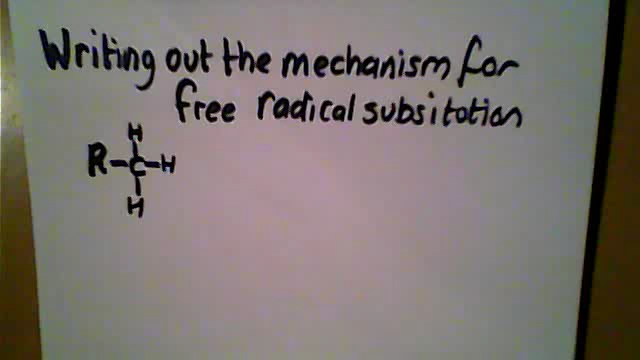 Writing out the mechanism for
free radical subsitotion
H
R-C-H
H